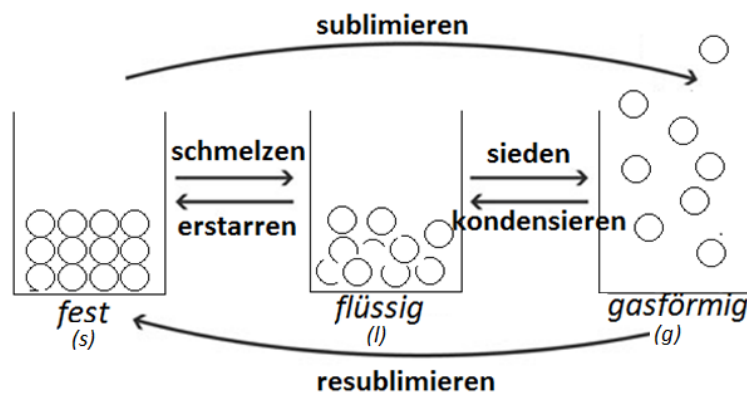 sublimieren
schmelzen
erstarren
sieden
kondensieren
fest
(s)
flüssig
(l)
gasförmig
(g)
resublimieren